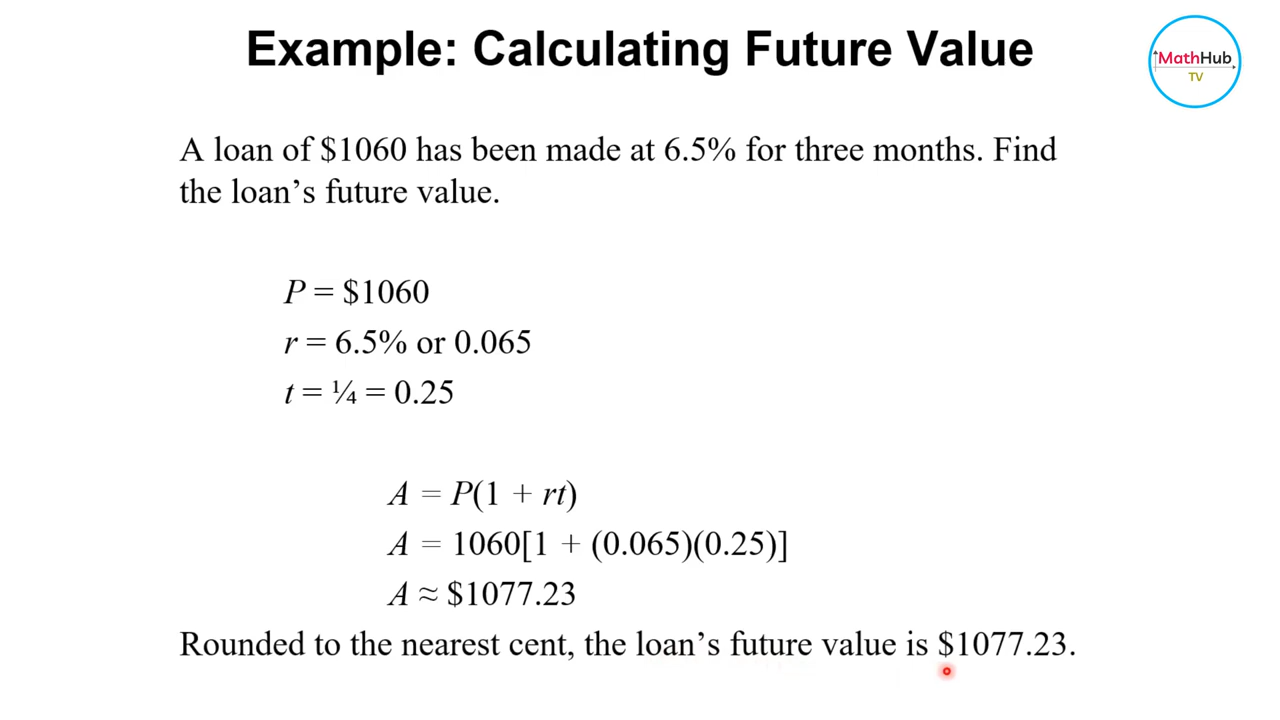 Example: Calculating Future Value
MathHub
TV
A loan of $1060 has been made at 6.5% for three months. Find
the loan’s future value.
P = $1060
r = 6.5% or 0.065
t = ¼ = 0.25
A = P(1 + rt)
A = 1060[1 + (0.065)(0.25)]
A ≈ $1077.23
Rounded to the nearest cent, the loan’s future value is $1077.23.